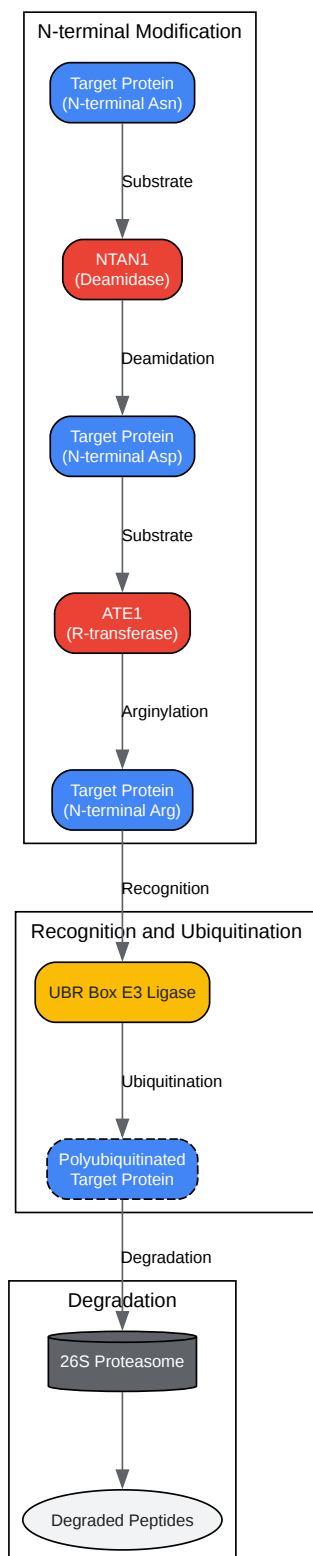 N-terminal Modification
Target Protein
(N-terminal Asn)
Substrate
NTAN1
(Deamidase)
Deamidation
Target Protein
(N-terminal Asp)
Substrate
ATE1
(R-transferase)
Arginylation
Target Protein
(N-terminal Arg)
Recognition
Recognition and Ubiquitination
UBR Box E3 Ligase
Ubiquitination
Polyubiquitinated
Target Protein
Degradation
Degradation
26S Proteasome
Degraded Peptides